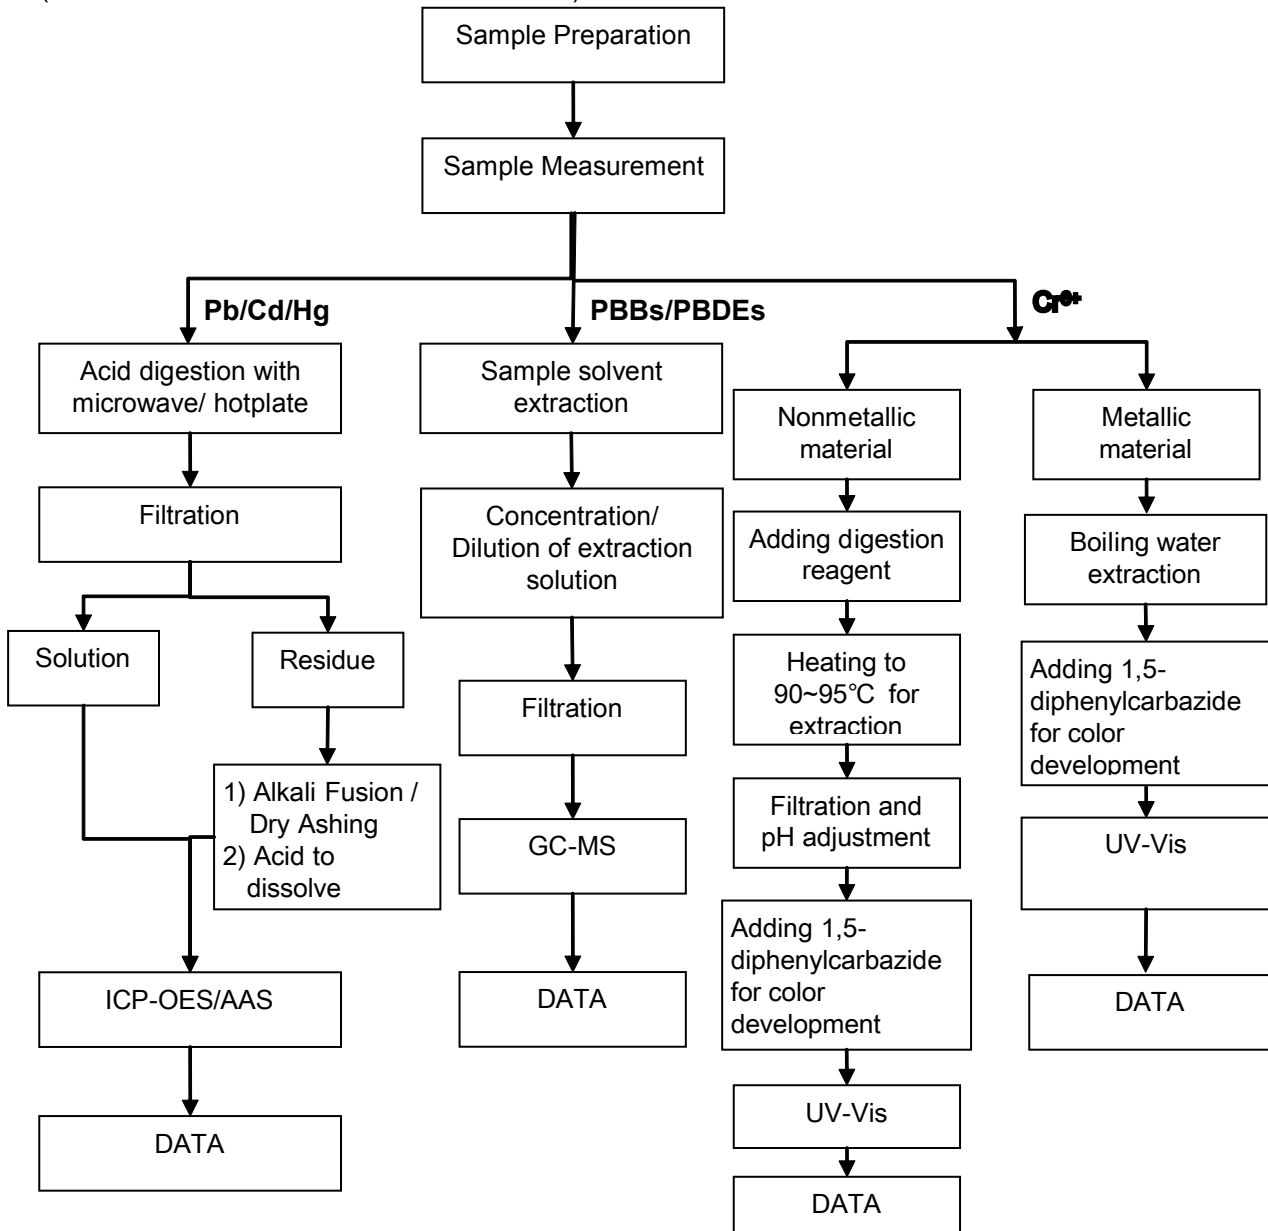 Sample Preparation
Sample Measurement
Pb/Cd/Hg
PBBs/PBDEs
Cr⁶⁺
Acid digestion with
microwave/ hotplate
Filtration
Solution
Residue
1) Alkali Fusion /
Dry Ashing
2) Acid to
dissolve
ICP-OES/AAS
DATA
Sample solvent
extraction
Concentration/
Dilution of extraction
solution
Filtration
GC-MS
DATA
Nonmetallic
material
Adding digestion
reagent
Heating to
90~95℃ for
extraction
Filtration and
pH adjustment
Adding 1,5-
diphenylcarbazide
for color
development
UV-Vis
DATA
Metallic
material
Boiling water
extraction
Adding 1,5-
diphenylcarbazide
for color
development
UV-Vis
DATA